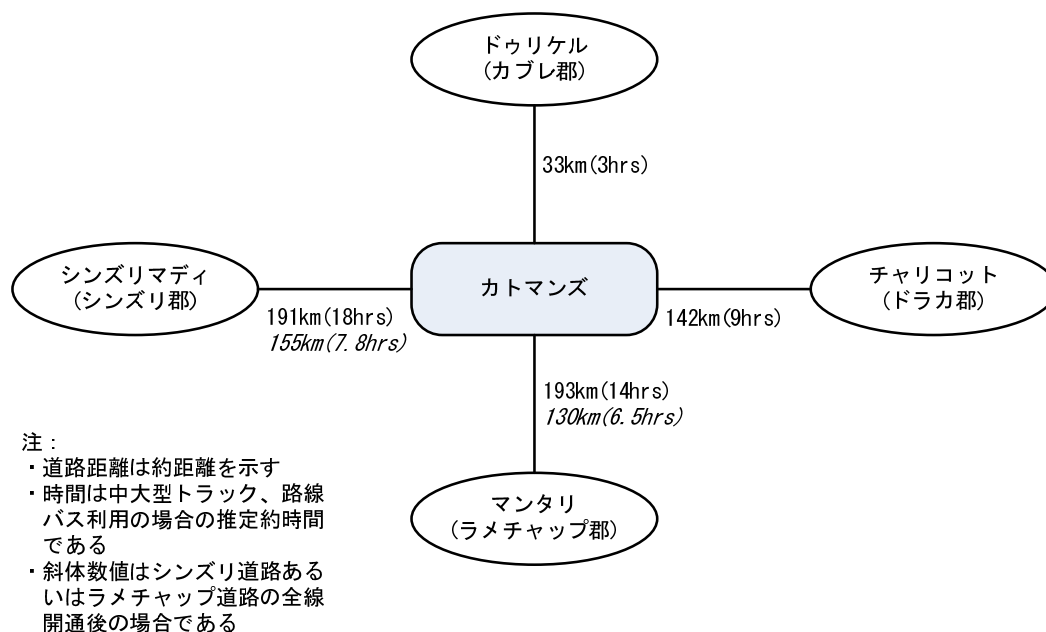 ドゥリケル
(カブレ郡)
33km(3hrs)
シンズリマディ
(シンズリ郡)
カトマンズ
チャリコット
(ドラカ郡)
191km(18hrs)
155km(7.8hrs)
142km(9hrs)
193km(14hrs)
130km(6.5hrs)
マンタリ
(ラメチャップ郡)
注：
・道路距離は約距離を示す
・時間は中大型トラック、路線
バス利用の場合の推定約時間
である
・斜体数値はシンズリ道路ある
いはラメチャップ道路の全線
開通後の場合である